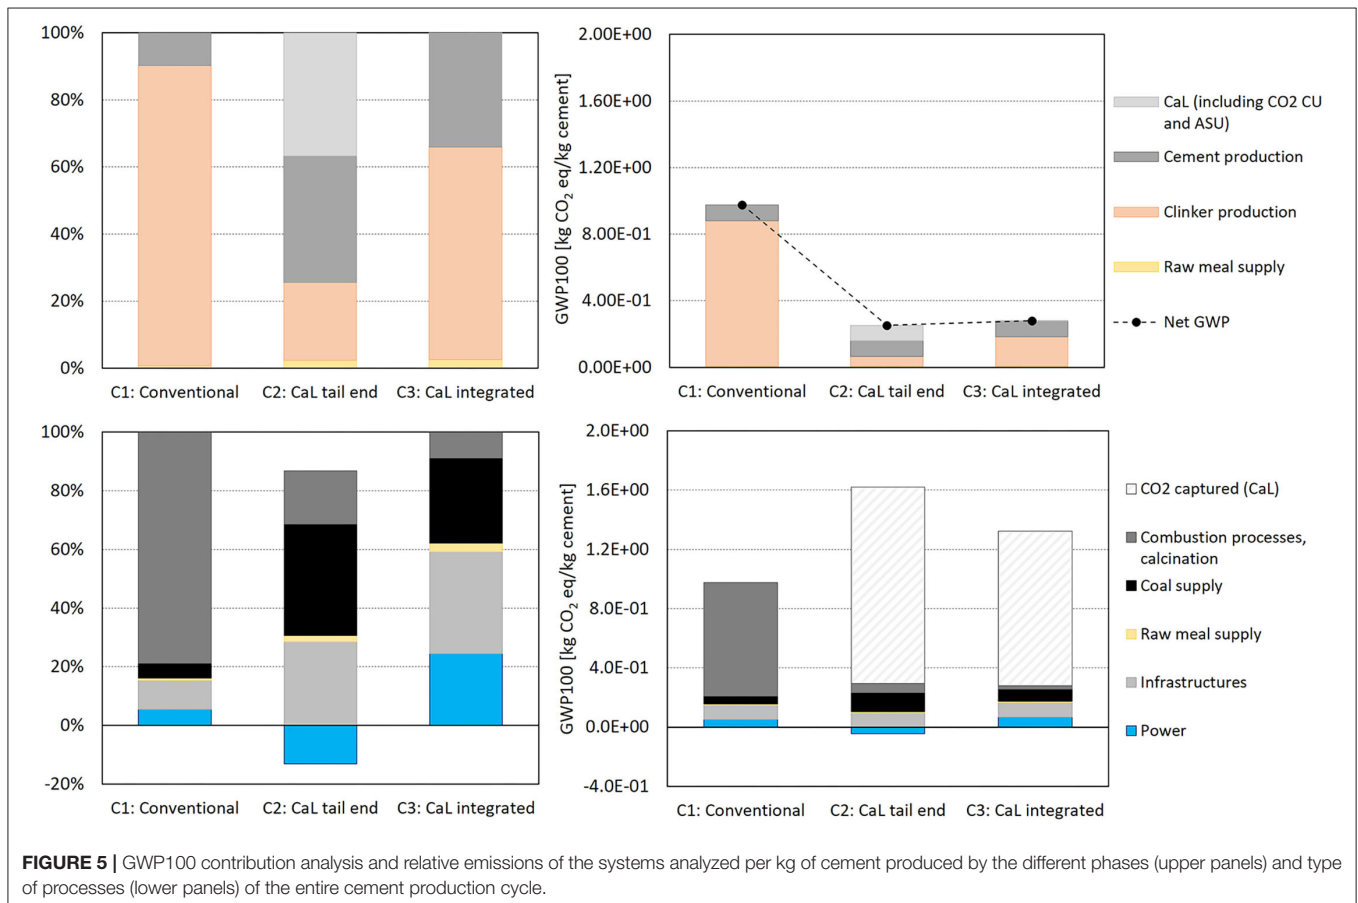 100%
80%
60%
40%
20%
0%
C1: Conventional
C2: CaL tail end
C3: CaL integrated
GWP100 [kg CO2 eq/kg cement]
2.00E+00
1.60E+00
1.20E+00
8.00E-01
4.00E-01
0.00E+00
C1: Conventional
C2: CaL tail end
C3: CaL integrated
CaL (including CO2 CU
and ASU)
Cement production
Clinker production
Raw meal supply
Net GWP
100%
80%
60%
40%
20%
0%
-20%
C1: Conventional
C2: CaL tail end
C3: CaL integrated
GWP100 [kg CO2 eq/kg cement]
2.0E+00
1.6E+00
1.2E+00
8.0E-01
4.0E-01
0.0E+00
-4.0E-01
C1: Conventional
C2: CaL tail end
C3: CaL integrated
CO2 captured (CaL)
Combustion processes,
calcination
Coal supply
Raw meal supply
Infrastructures
Power
FIGURE 5 | GWP100 contribution analysis and relative emissions of the systems analyzed per kg of cement produced by the different phases (upper panels) and type
of processes (lower panels) of the entire cement production cycle.